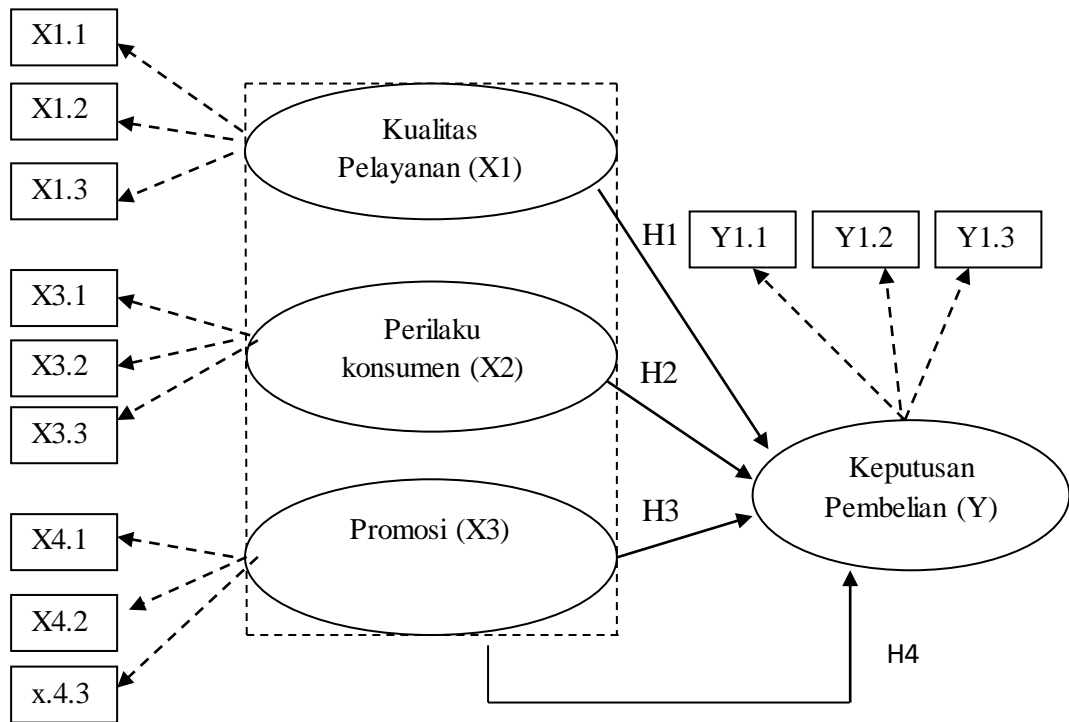 X1.1
X1.2
X1.3
Kualitas
Pelayanan (X1)
H1
Y1.1
Y1.2
Y1.3
X3.1
X3.2
X3.3
Perilaku
konsumen (X2)
H2
Keputusan
Pembelian (Y)
X4.1
X4.2
x.4.3
Promosi (X3)
H3
H4